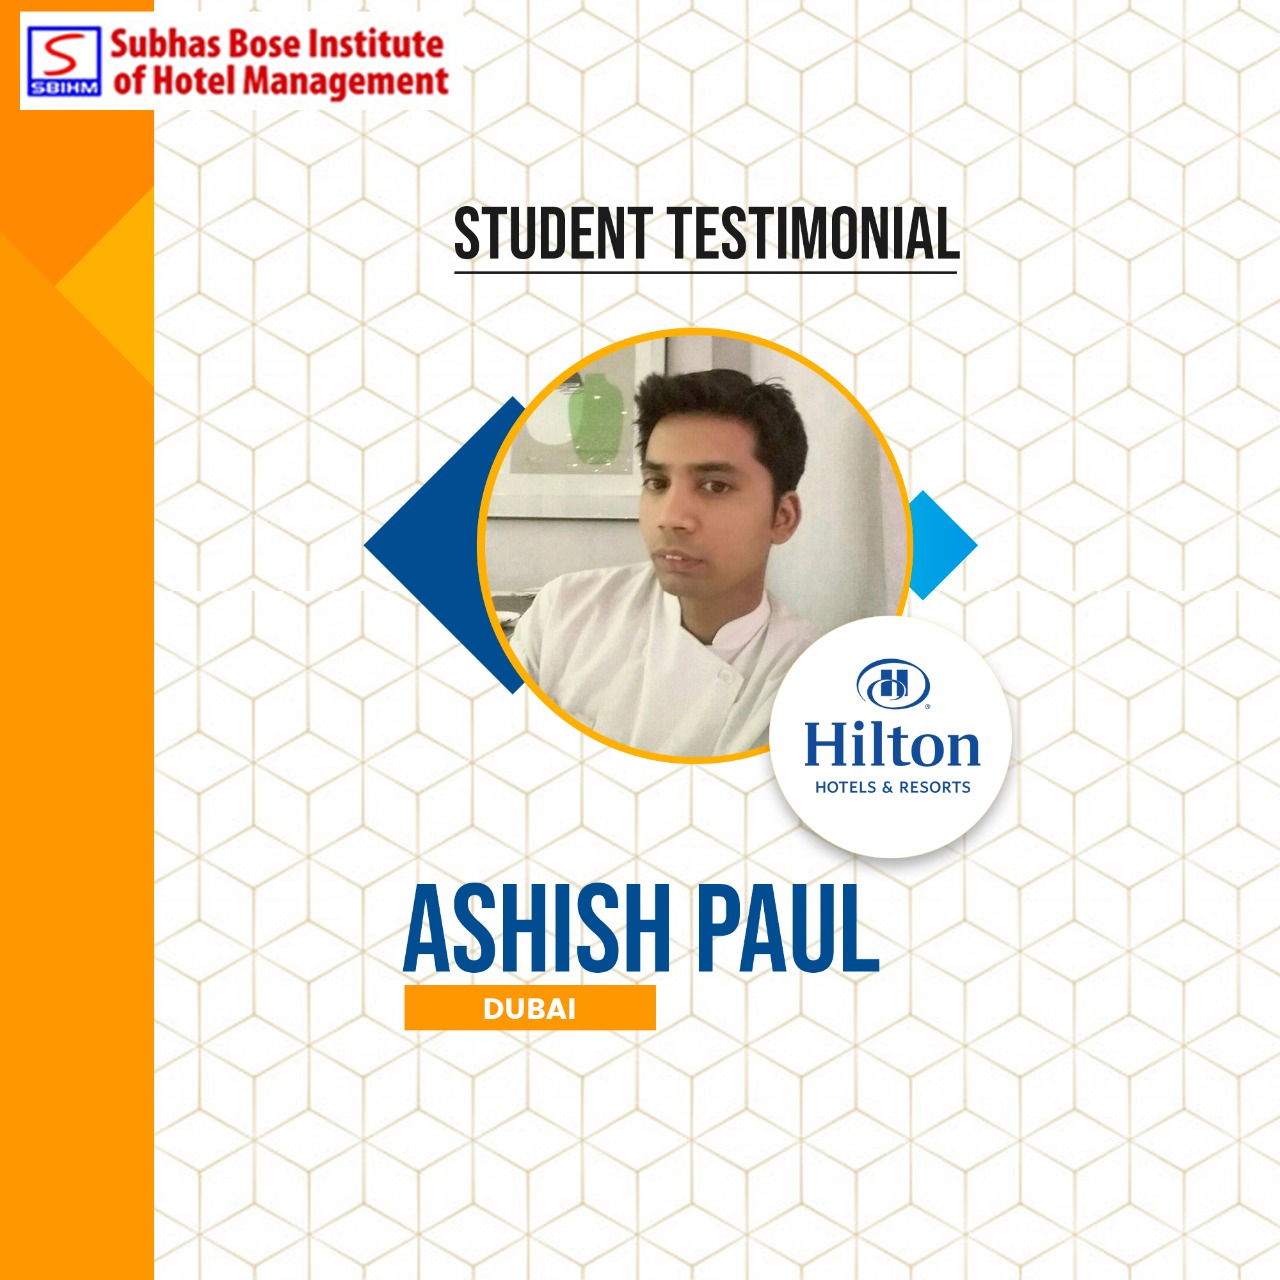 SBIHM
Subhas Bose Institute
of Hotel Management
STUDENT TESTIMONIAL
H
Hilton
HOTELS & RESORTS
ASHISH PAUL
DUBAI